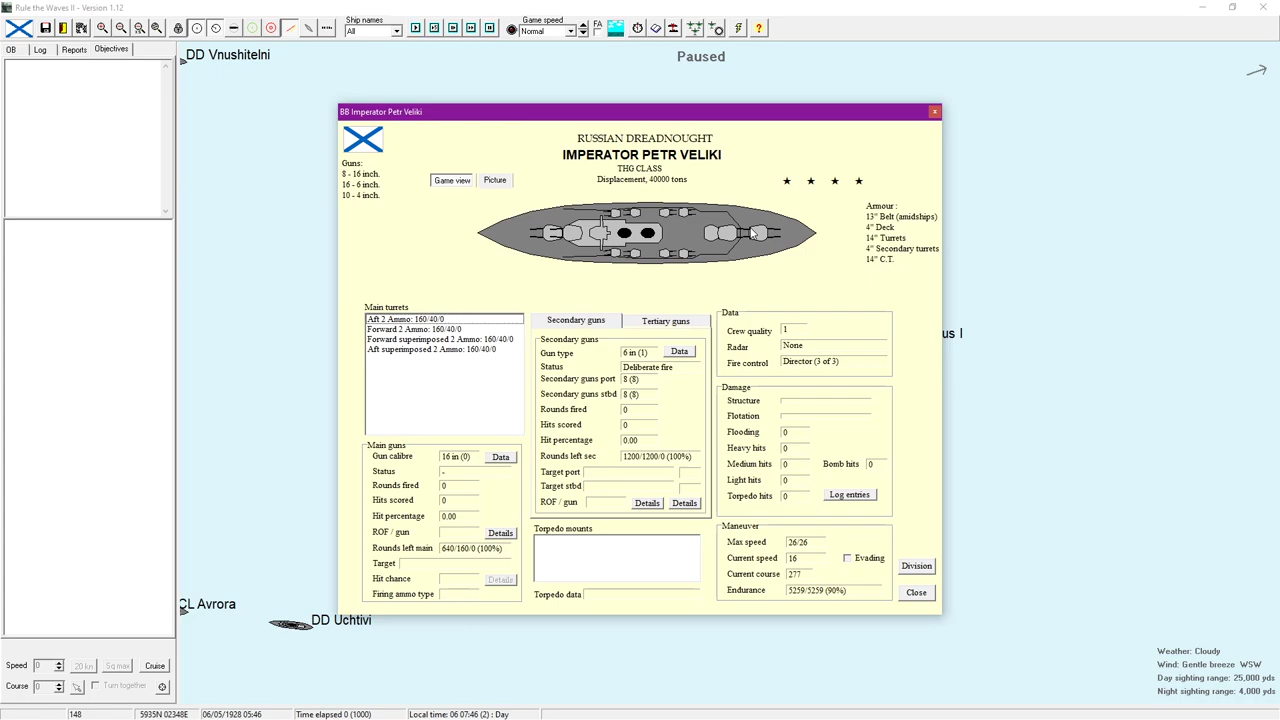 Rule the Waves II - Version 1.12
Ship names
All
Game speed
Normal
FA
OB
Log
Reports
Objectives
DD Vnushitelni
Paused
BB Imperator Petr Veliki
RUSSIAN DREADNOUGHT
IMPERATOR PETR VELIKI
THG CLASS
Displacement, 40000 tons
Guns:
8 - 16 inch.
16 - 6 inch.
10 - 4 inch.
Game view
Picture
★ ★ ★ ★
Armour :
13" Belt (amidships)
4" Deck
14" Turrets
4" Secondary turrets
14" C.T.
Main turrets
Aft 2 Ammo: 160/40/0
Forward 2 Ammo: 160/40/0
Forward superimposed 2 Ammo: 160/40/0
Aft superimposed 2 Ammo: 160/40/0
Main guns
Gun calibre 16 in (0) Data
Status -
Rounds fired 0
Hits scored 0
Hit percentage 0.00
ROF / gun Details
Rounds left main 640/160/0 (100%)
Target
Hit chance Details
Firing ammo type
Secondary guns
Tertiary guns
Secondary guns
Gun type 6 in (1) Data
Status Deliberate fire
Secondary guns port 8 (8)
Secondary guns stbd 8 (8)
Rounds fired 0
Hits scored 0
Hit percentage 0.00
Rounds left sec 1200/1200/0 (100%)
Target port
Target stbd
ROF / gun Details Details
Torpedo mounts
Torpedo data
Data
Crew quality 1
Radar None
Fire control Director (3 of 3)
Damage
Structure
Flotation
Flooding 0
Heavy hits 0
Medium hits 0 Bomb hits 0
Light hits 0
Torpedo hits 0 Log entries
Maneuver
Max speed 26/26
Current speed 16 Evading
Current course 277
Endurance 5259/5259 (90%)
Division
Close
us I
CL Avrora
DD Uchtivi
Speed 0 20 kn Sq max Cruise
Course 0 Turn together
Weather: Cloudy
Wind: Gentle breeze WSW
Day sighting range: 25,000 yds
Night sighting range: 4,000 yds
148 5935N 02348E 06/05/1928 05:46 Time elapsed 0 (1000) Local time: 06 07:46 (2) : Day